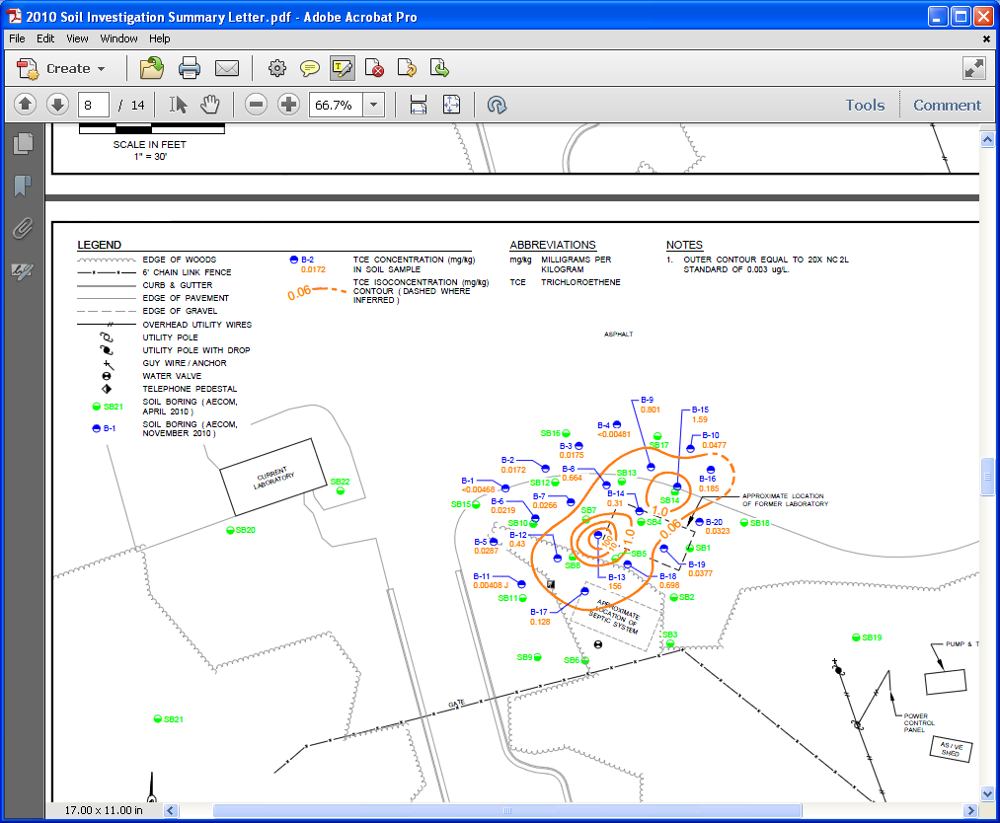 2010 Soil Investigation Summary Letter.pdf - Adobe Acrobat Pro
File Edit View Window Help
Create
8 / 14
66.7%
Tools
Comment
SCALE IN FEET
1" = 30'
LEGEND
EDGE OF WOODS
6' CHAIN LINK FENCE
CURB & GUTTER
EDGE OF PAVEMENT
EDGE OF GRAVEL
OVERHEAD UTILITY WIRES
UTILITY POLE
UTILITY POLE WITH DROP
GUY WIRE / ANCHOR
WATER VALVE
TELEPHONE PEDESTAL
SB21
SOIL BORING (AECOM,
APRIL 2010)
B-1
SOIL BORING (AECOM,
NOVEMBER 2010)
B-2
0.0172
TCE CONCENTRATION (mg/kg)
IN SOIL SAMPLE
0.06
TCE ISOCONCENTRATION (mg/kg)
CONTOUR (DASHED WHERE
INFERRED)
ABBREVIATIONS
mg/kg MILLIGRAMS PER
KILOGRAM
TCE TRICHLOROETHENE
NOTES
1. OUTER CONTOUR EQUAL TO 20X NC 2L
STANDARD OF 0.003 ug/L.
ASPHALT
B-9
0.801
B-15
1.59
B-4
<0.00481
SB16
SB17
B-10
0.0477
B-3
0.0175
B-2
0.0172
B-8
0.664
SB13
B-16
0.185
CURRENT
LABORATORY
SB22
B-1
<0.00468
SB12
B-14
0.31
SB14
APPROXIMATE LOCATION
OF FORMER LABORATORY
SB15
B-6
0.0219
B-7
0.0266
SB7
1.0
SB10
SB4
0.06
B-20
0.0323
SB18
SB20
B-12
0.43
1.0
10
100
B-5
0.0287
SB8
SB5
SB1
B-19
0.0377
B-11
0.00408 J
B-13
156
B-18
0.698
SB11
SB2
B-17
0.128
APPROXIMATE
LOCATION OF
SEPTIC SYSTEM
SB3
SB19
SB9
SB6
PUMP & T
GATE
SB21
POWER
CONTROL
PANEL
AS / VE
SHED
17.00 x 11.00 in